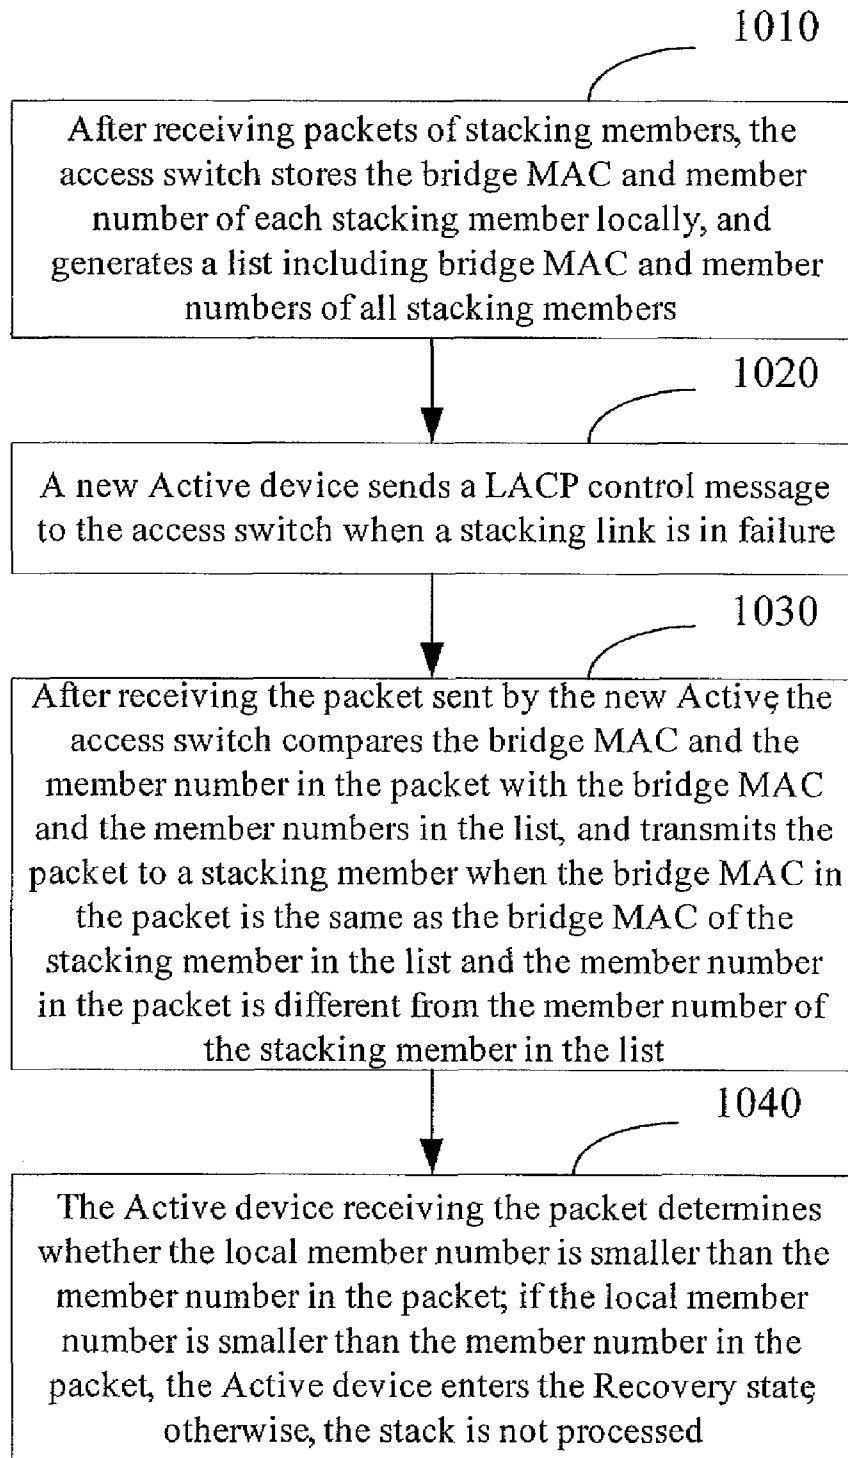 1010
After receiving packets of stacking members, the
access switch stores the bridge MAC and member
number of each stacking member locally, and
generates a list including bridge MAC and member
numbers of all stacking members
1020
A new Active device sends a LACP control message
to the access switch when a stacking link is in failure
1030
After receiving the packet sent by the new Active, the
access switch compares the bridge MAC and the
member number in the packet with the bridge MAC
and the member numbers in the list, and transmits the
packet to a stacking member when the bridge MAC in
the packet is the same as the bridge MAC of the
stacking member in the list and the member number
in the packet is different from the member number of
the stacking member in the list
1040
The Active device receiving the packet determines
whether the local member number is smaller than the
member number in the packet; if the local member
number is smaller than the member number in the
packet, the Active device enters the Recovery state,
otherwise, the stack is not processed